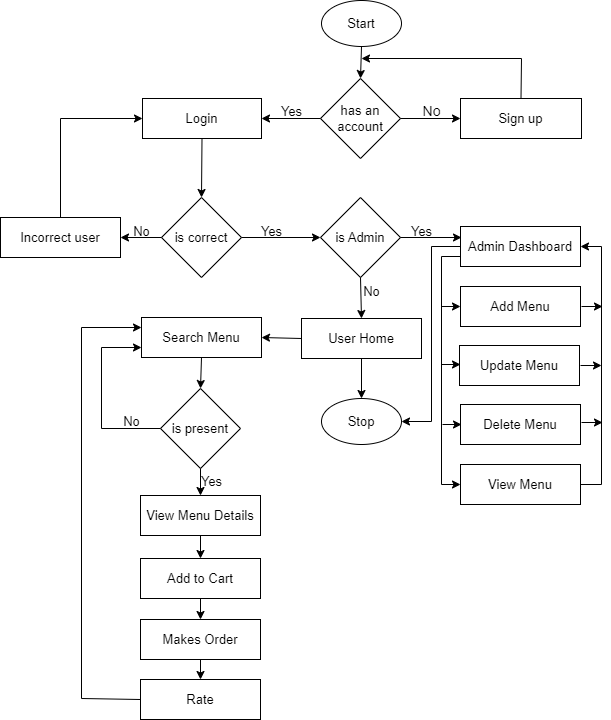 Start
has an
account
Yes
No
Login
Sign up
Incorrect user
No
is correct
Yes
is Admin
Yes
Admin Dashboard
No
Add Menu
Search Menu
User Home
Update Menu
No
is present
Stop
Delete Menu
Yes
View Menu
View Menu Details
Add to Cart
Makes Order
Rate